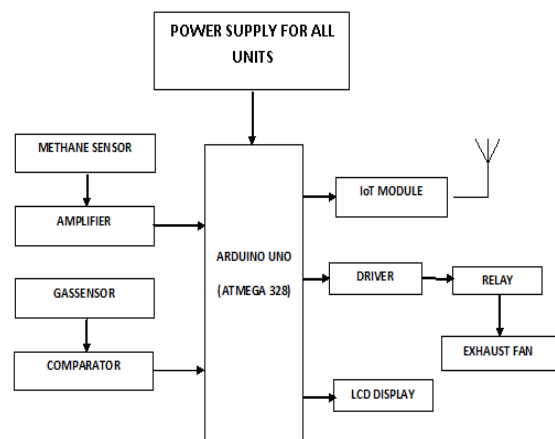 POWER SUPPLY FOR ALL
UNITS
METHANE SENSOR
AMPLIFIER
GASSENSOR
COMPARATOR
ARDUINO UNO
(ATMEGA 328)
IoT MODULE
DRIVER
RELAY
EXHAUST FAN
LCD DISPLAY